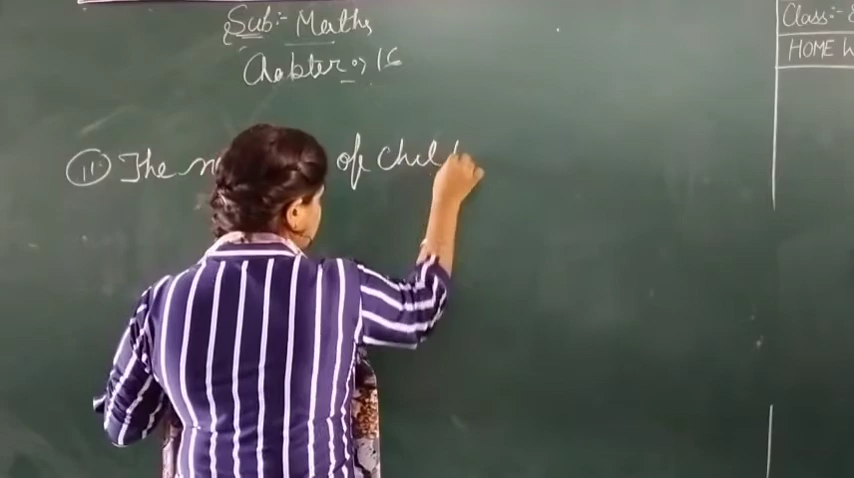 Sub:- Maths
Chapter :> 16
Class:-
HOME
11. The of Chil